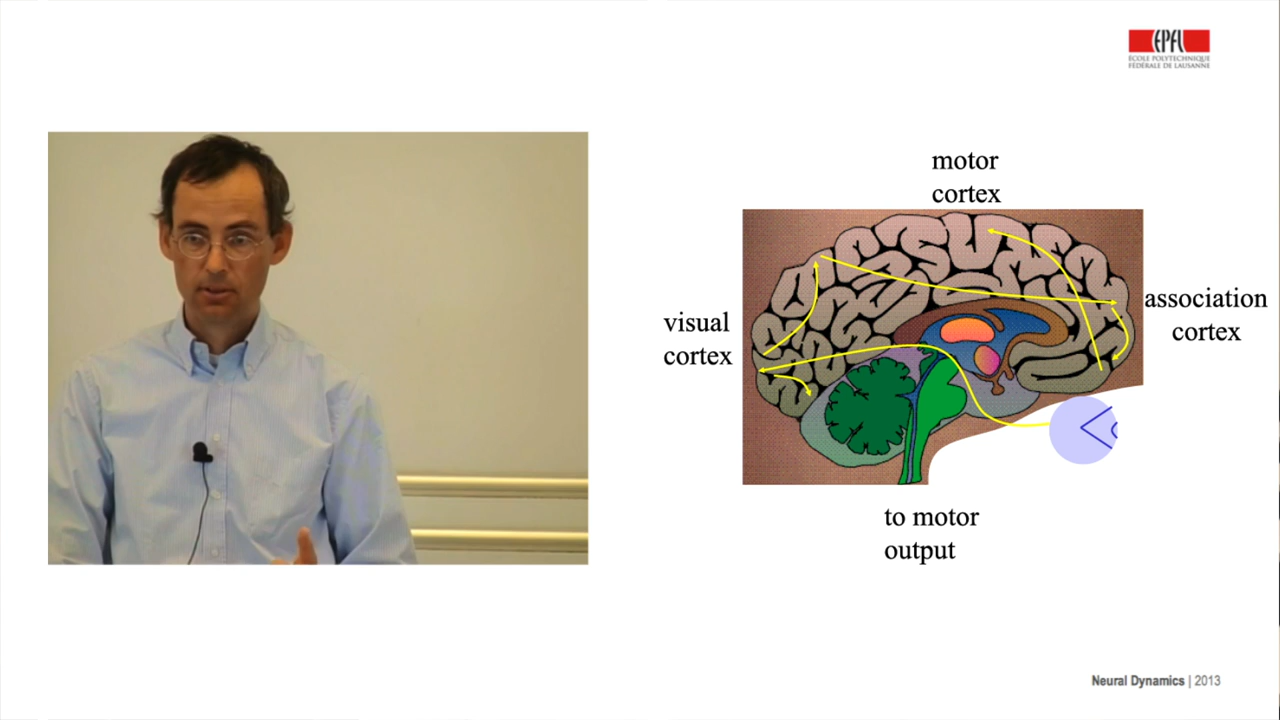 EPFL
ÉCOLE POLYTECHNIQUE
FÉDÉRALE DE LAUSANNE
motor
cortex
visual
cortex
association
cortex
to motor
output
Neural Dynamics | 2013